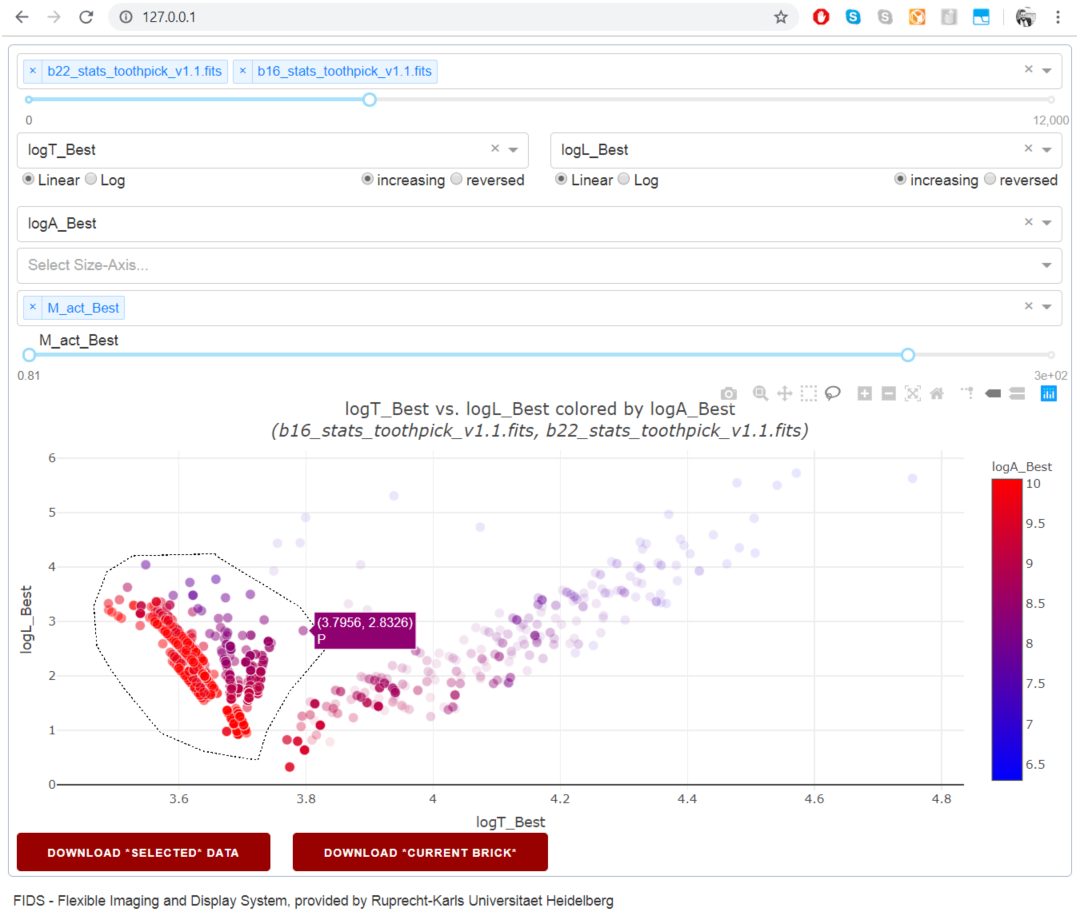 127.0.0.1
× b22_stats_toothpick_v1.1.fits × b16_stats_toothpick_v1.1.fits ×
0 12,000
logT_Best × logL_Best ×
Linear Log increasing reversed Linear Log increasing reversed
logA_Best ×
Select Size-Axis...
× M_act_Best ×
M_act_Best
0.81 3e+02
logT_Best vs. logL_Best colored by logA_Best
(b16_stats_toothpick_v1.1.fits, b22_stats_toothpick_v1.1.fits)
logA_Best
6
5
4
3
2
1
0
logL_Best
(3.7956, 2.8326)
P
10
9.5
9
8.5
8
7.5
7
6.5
3.6 3.8 4 4.2 4.4 4.6 4.8
logT_Best
DOWNLOAD *SELECTED* DATA DOWNLOAD *CURRENT BRICK*
FIDS - Flexible Imaging and Display System, provided by Ruprecht-Karls Universitaet Heidelberg